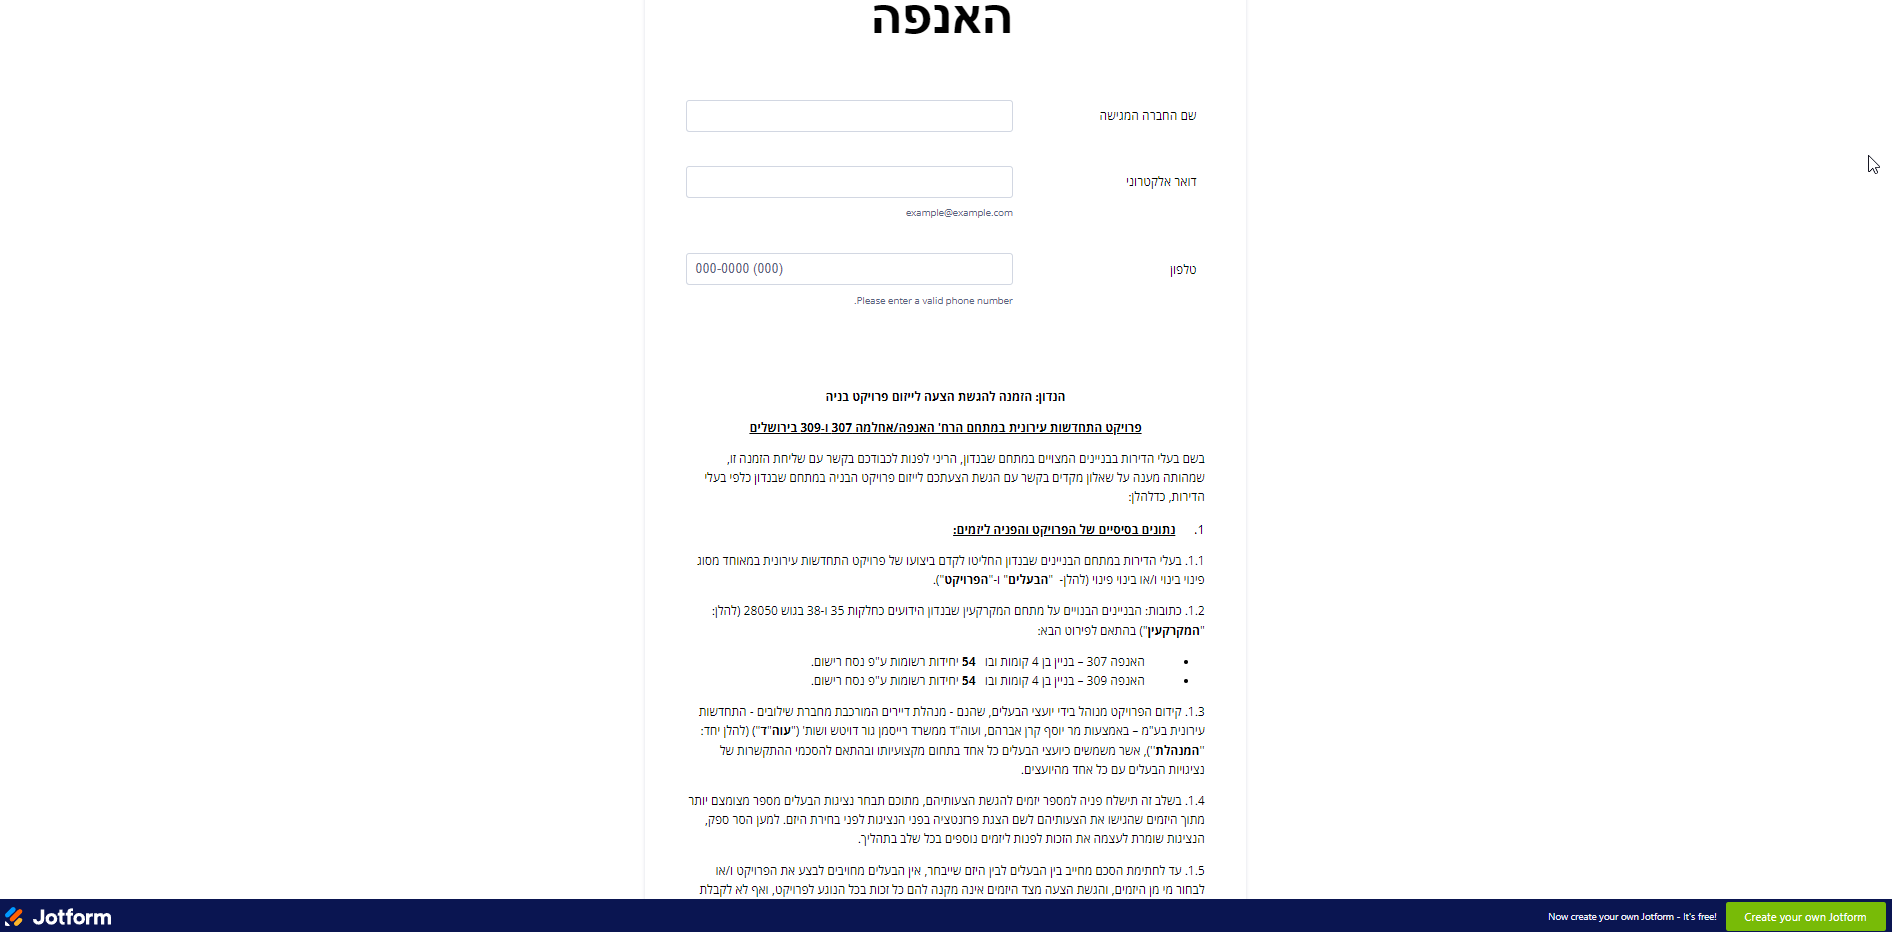 האנפה
שם החברה המגישה
דואר אלקטרוני
example@example.com
טלפון
(000) 000-0000
Please enter a valid phone number.
הנדון: הזמנה להגשת הצעה לייזום פרויקט בניה
פרויקט התחדשות עירונית במתחם הרח' האנפה/אחלמה 307 ו-309 בירושלים
בשם בעלי הדירות בבניינים המצויים במתחם שבנדון, הריני לפנות לכבודכם בקשר עם שליחת הזמנה זו,
שמהותה מענה על שאלון מקדים בקשר עם הגשת הצעתכם לייזום פרויקט הבניה במתחם שבנדון כלפי בעלי
הדירות, כדלהלן:
1. נתונים בסיסיים של הפרויקט והפניה ליזמים:
1.1. בעלי הדירות במתחם הבניינים שבנדון החליטו לקדם ביצועו של פרויקט התחדשות עירונית במאוחד מסוג
פינוי בינוי ו/או בינוי פינוי (להלן- "הבעלים" ו-"הפרויקט").
1.2. כתובות: הבניינים הבנויים על מתחם המקרקעין שבנדון הידועים כחלקות 35 ו-38 בגוש 28050 (להלן:
"המקרקעין") בהתאם לפירוט הבא:
• האנפה 307 – בניין בן 4 קומות ובו 54 יחידות רשומות ע"פ נסח רישום.
• האנפה 309 – בניין בן 4 קומות ובו 54 יחידות רשומות ע"פ נסח רישום.
1.3. קידום הפרויקט מנוהל בידי יועצי הבעלים, שהנם - מנהלת דיירים המורכבת מחברת שילובים - התחדשות
עירונית בע"מ – באמצעות מר יוסף קרן אברהם, ועוה"ד ממשרד רייסמן גור דויטש ושות' ("עוה"ד") (להלן יחד:
"המנהלת"), אשר משמשים כיועצי הבעלים כל אחד בתחום מקצועיותו ובהתאם להסכמי ההתקשרות של
נציגויות הבעלים עם כל אחד מהיועצים.
1.4. בשלב זה תישלח פניה למספר יזמים להגשת הצעותיהם, מתוכם תבחר נציגות הבעלים מספר מצומצם יותר
מתוך היזמים שהגישו את הצעותיהם לשם הצגת פרזנטציה בפני הנציגות לפני בחירת היזם. למען הסר ספק,
הנציגות שומרת לעצמה את הזכות לפנות ליזמים נוספים בכל שלב בתהליך.
1.5. עד לחתימת הסכם מחייב בין הבעלים לבין היזם שייבחר, אין הבעלים מחויבים לבצע את הפרויקט ו/או
לבחור מי מן היזמים, והגשת הצעה מצד היזמים אינה מקנה להם כל זכות בכל הנוגע לפרויקט, ואף לא לקבלת
Jotform
Now create your own Jotform - It's free!
Create your own Jotform